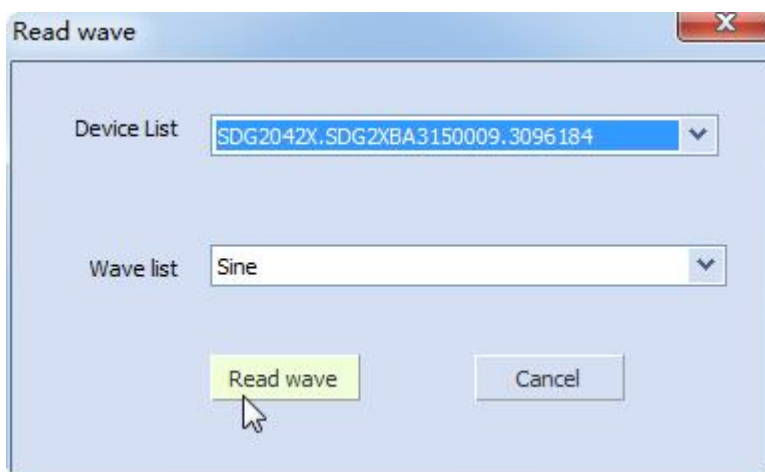 Read wave
Device List SDG2042X.SDG2XBA3150009.3096184
Wave list Sine
Read wave Cancel